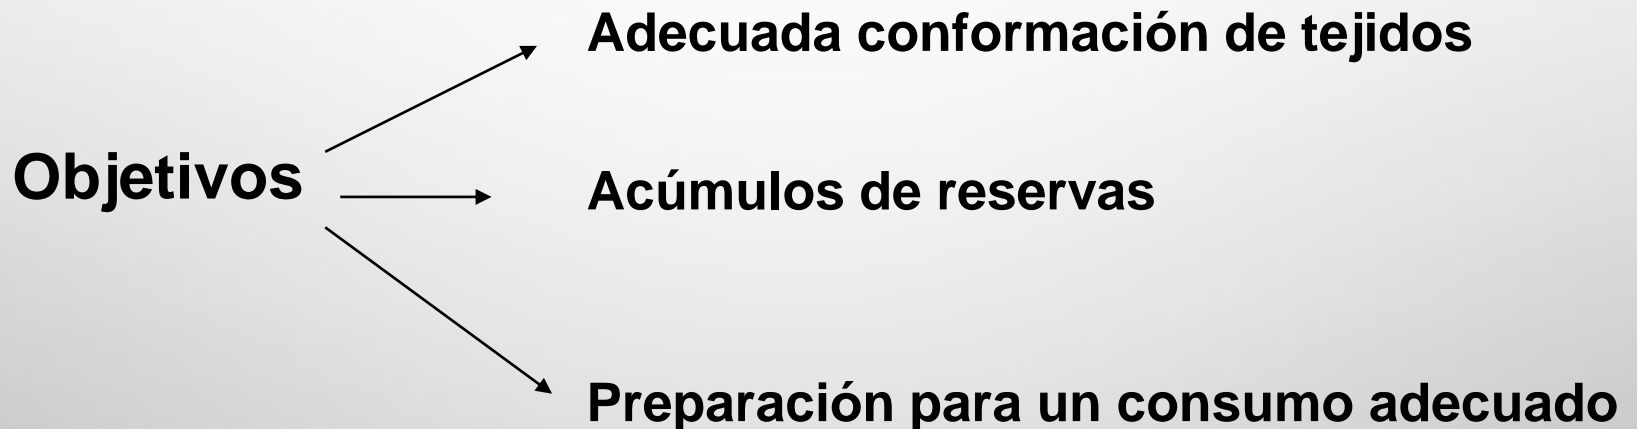 Adecuada conformación de tejidos
Objetivos
Acúmulos de reservas
Preparación para un consumo adecuado